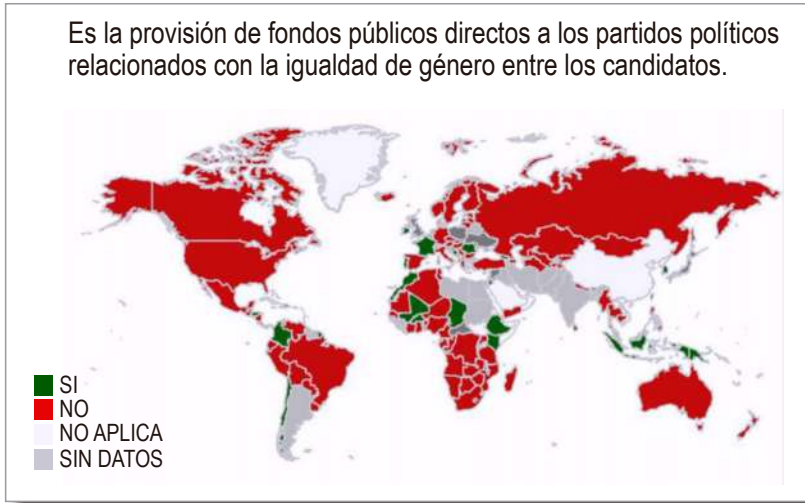 Es la provisión de fondos públicos directos a los partidos políticos
relacionados con la igualdad de género entre los candidatos.
SI
NO
NO APLICA
SIN DATOS